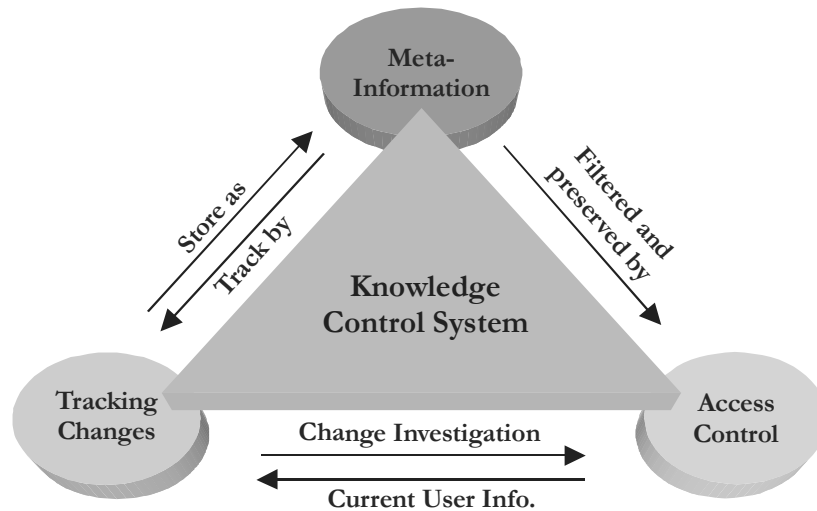 Meta-
Information
Store as
Track by
Filtered and
preserved by
Knowledge
Control System
Tracking
Changes
Access
Control
Change Investigation
Current User Info.